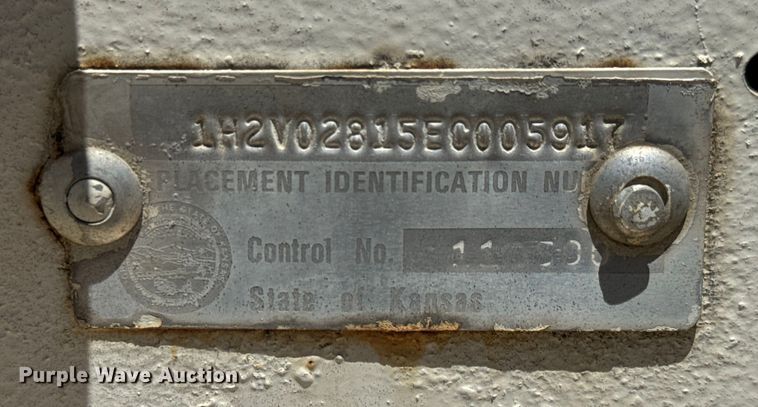 1H2V02815EC005917
PLACEMENT IDENTIFICATION NU
Control No.
State of Kansas
Purple Wave Auction